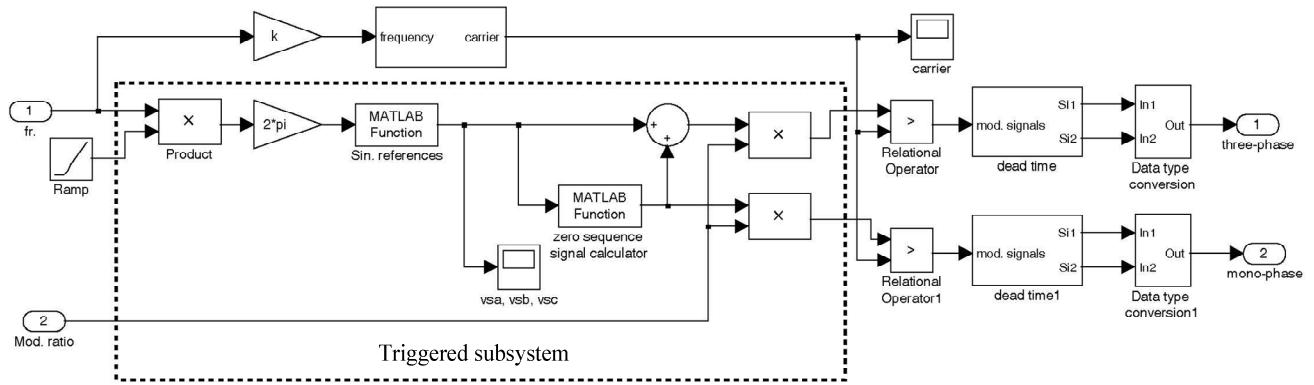 k
frequency carrier
carrier
1
fr.
Ramp
×
Product
2*pi
MATLAB
Function
Sin. references
+
+
MATLAB
Function
zero sequence
signal calculator
vsa, vsb, vsc
×
×
2
Mod. ratio
Triggered subsystem
>
Relational
Operator
mod. signals
Si1
Si2
dead time
In1
In2
Out
Data type
conversion
1
three-phase
>
Relational
Operator1
mod. signals
Si1
Si2
dead time1
In1
In2
Out
Data type
conversion1
2
mono-phase